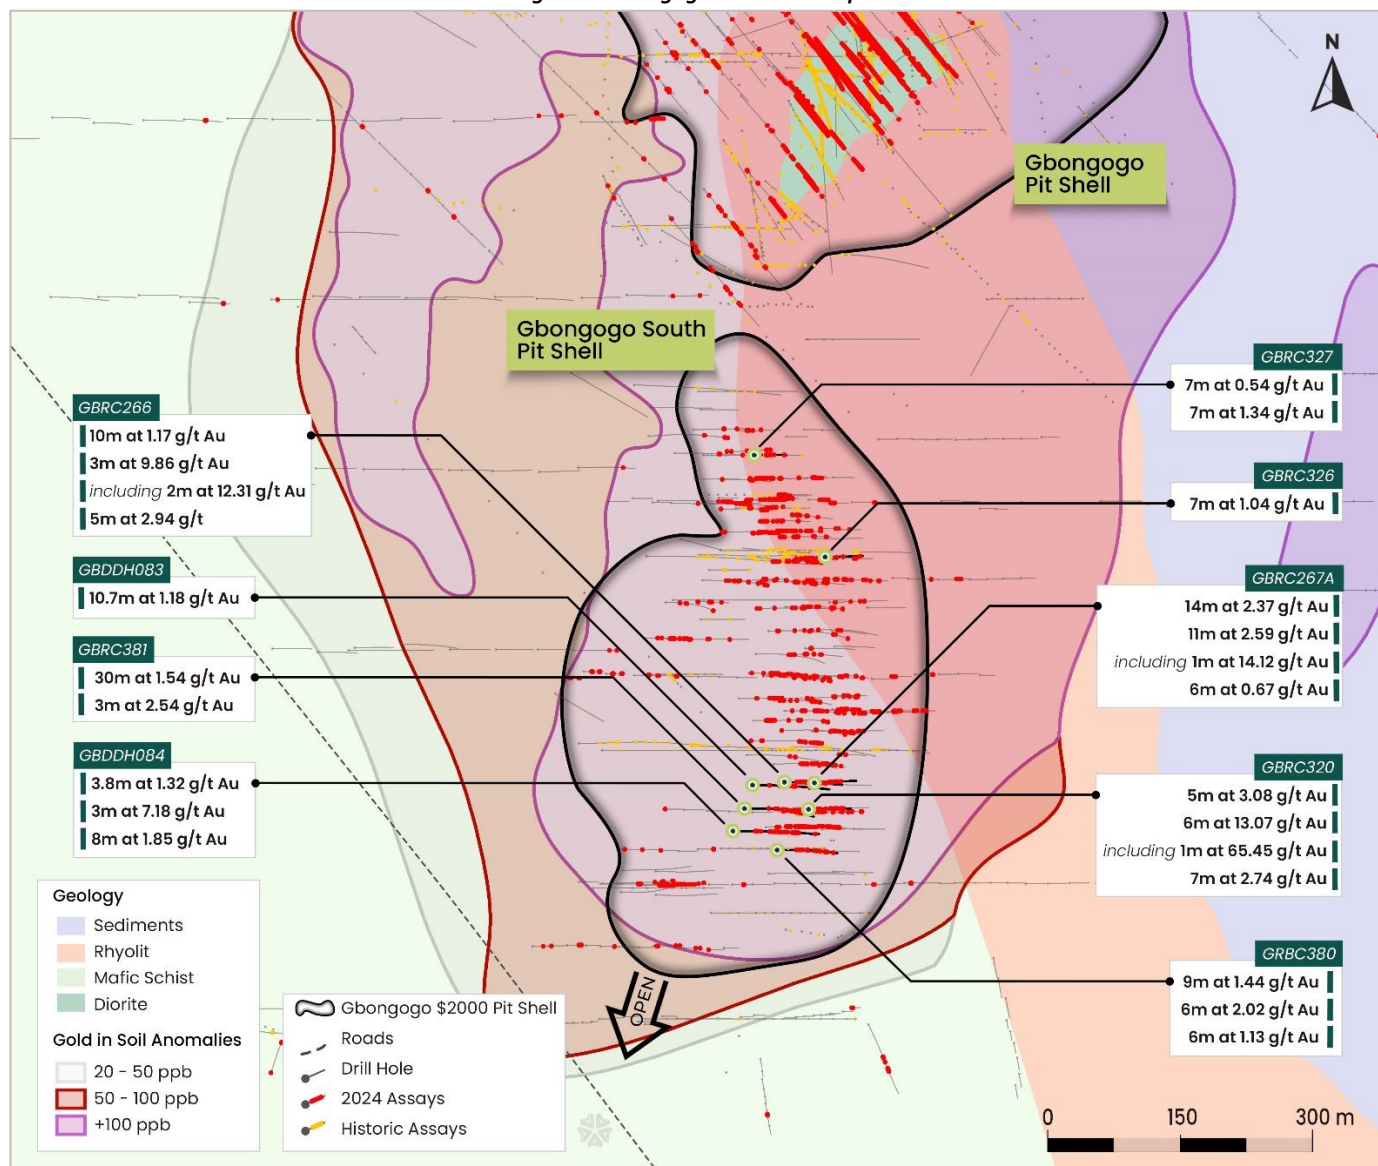 N
Gbongogo
Pit Shell
Gbongogo South
Pit Shell
GBRC266
10m at 1.17 g/t Au
3m at 9.86 g/t Au
including 2m at 12.31 g/t Au
5m at 2.94 g/t
GBDDH083
10.7m at 1.18 g/t Au
GBRC381
30m at 1.54 g/t Au
3m at 2.54 g/t Au
GBDDH084
3.8m at 1.32 g/t Au
3m at 7.18 g/t Au
8m at 1.85 g/t Au
GBRC327
7m at 0.54 g/t Au
7m at 1.34 g/t Au
GBRC326
7m at 1.04 g/t Au
GBRC267A
14m at 2.37 g/t Au
11m at 2.59 g/t Au
including 1m at 14.12 g/t Au
6m at 0.67 g/t Au
GBRC320
5m at 3.08 g/t Au
6m at 13.07 g/t Au
including 1m at 65.45 g/t Au
7m at 2.74 g/t Au
GRBC380
9m at 1.44 g/t Au
6m at 2.02 g/t Au
6m at 1.13 g/t Au
OPEN
Geology
Sediments
Rhyolit
Mafic Schist
Diorite
Gold in Soil Anomalies
20 - 50 ppb
50 - 100 ppb
+100 ppb
Gbongogo $2000 Pit Shell
Roads
Drill Hole
2024 Assays
Historic Assays
0 150 300 m